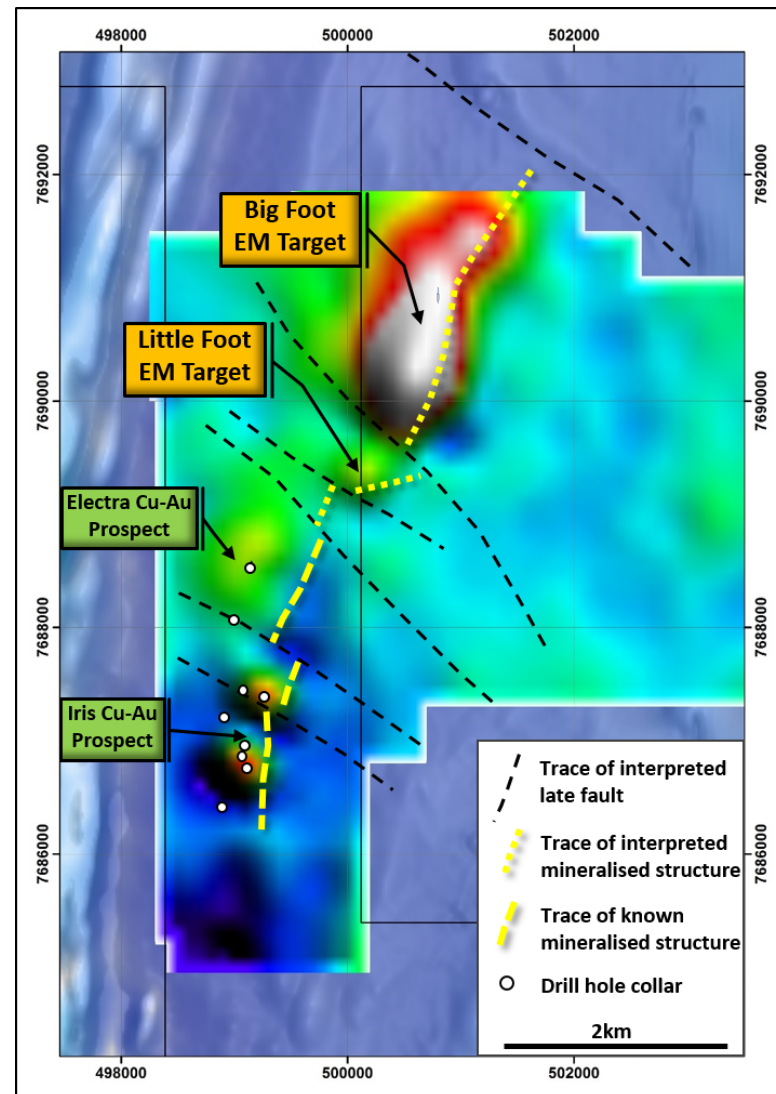 498000
500000
502000
7692000
7692000
Big Foot
EM Target
Little Foot
EM Target
7690000
7690000
Electra Cu-Au
Prospect
7688000
7688000
Iris Cu-Au
Prospect
Trace of interpreted
late fault
Trace of interpreted
mineralised structure
7686000
7686000
Trace of known
mineralised structure
Drill hole collar
2km
498000
500000
502000